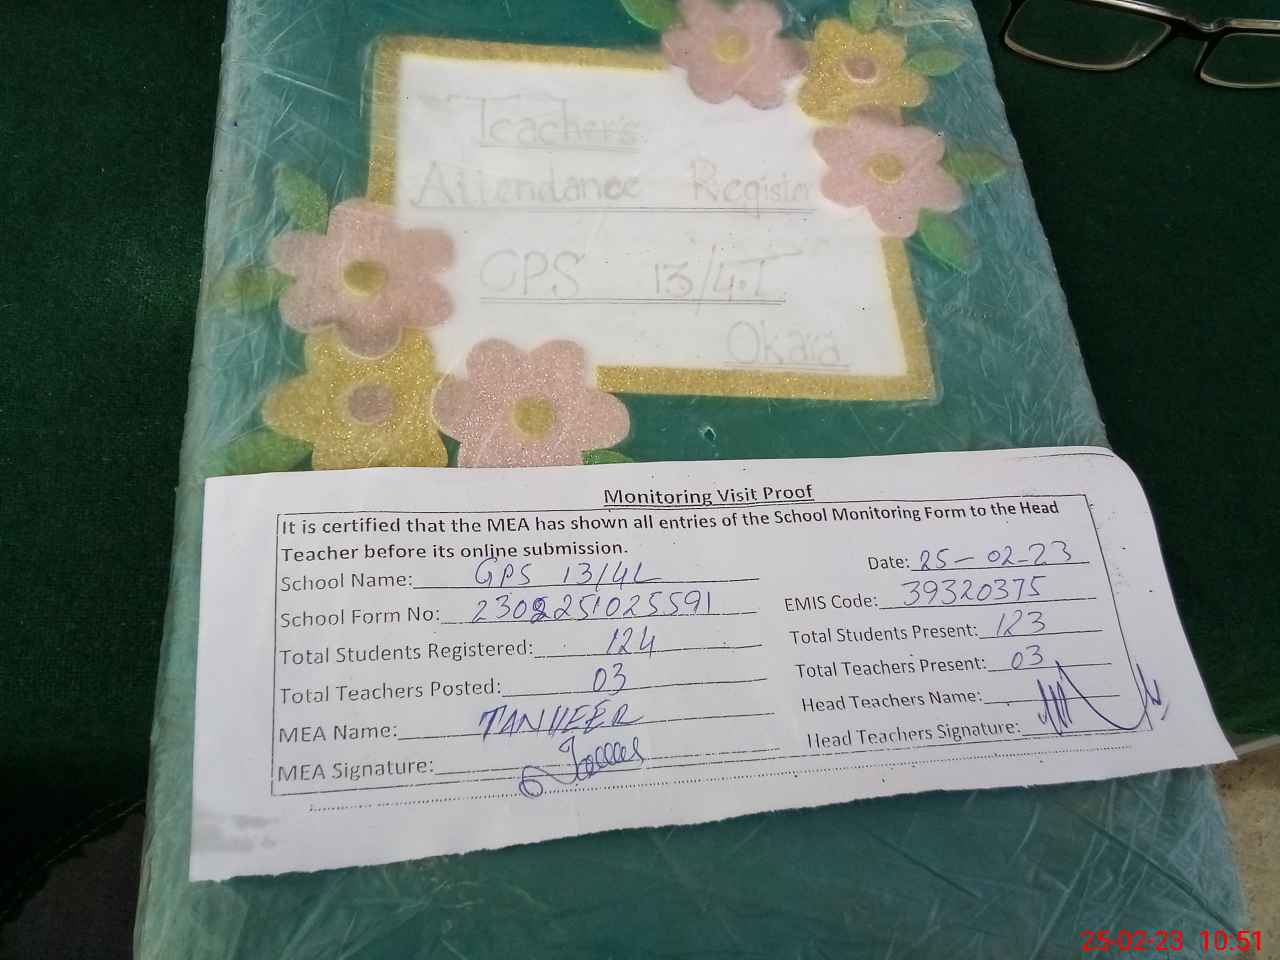 Teacher's
Attendance Register
GPS 13/4.L
Okara
Monitoring Visit Proof
It is certified that the MEA has shown all entries of the School Monitoring Form to the Head
Teacher before its online submission.
Date: 25-02-23
School Name: GPS 13/4L
EMIS Code: 39320375
School Form No: 2302251025591
Total Students Present: 123
Total Students Registered: 124
Total Teachers Present: 03
Total Teachers Posted: 03
Head Teachers Name:
MEA Name: TANVEER
Head Teachers Signature:
MEA Signature:
25-02-23 10:51